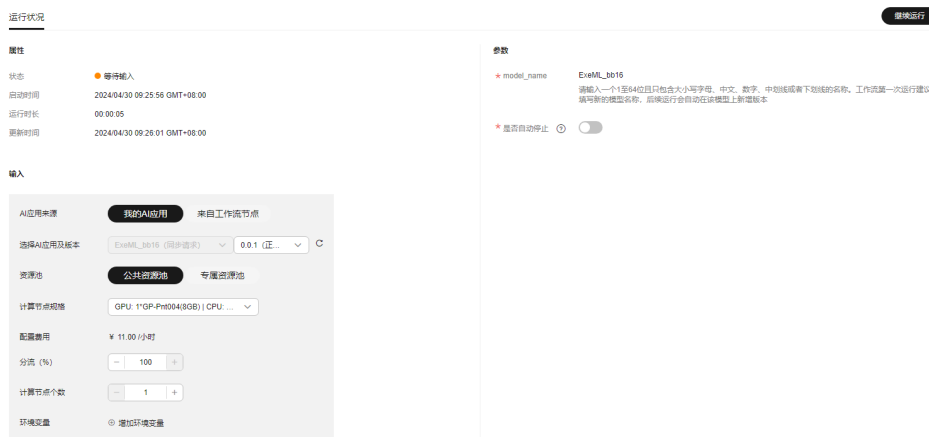 运行状况
继续运行
属性
状态
等待输入
启动时间
2024/04/30 09:25:56 GMT+08:00
运行时长
00:00:05
更新时间
2024/04/30 09:26:01 GMT+08:00
参数
* model_name
ExeML_bb16
请输入一个1至64位且只包含大小写字母、中文、数字、中划线或者下划线的名称。工作流第一次运行建议
填写新的模型名称，后续运行会自动在该模型上新增版本
* 是否自动停止
输入
AI应用来源
我的AI应用 来自工作流节点
选择AI应用及版本
ExeML_bb16（同步请求） 0.0.1（正...
资源池
公共资源池 专属资源池
计算节点规格
GPU: 1*GP-Pnt004(8GB) | CPU: ...
配置费用
¥ 11.00 /小时
分流（%）
− 100 +
计算节点个数
− 1 +
环境变量
增加环境变量